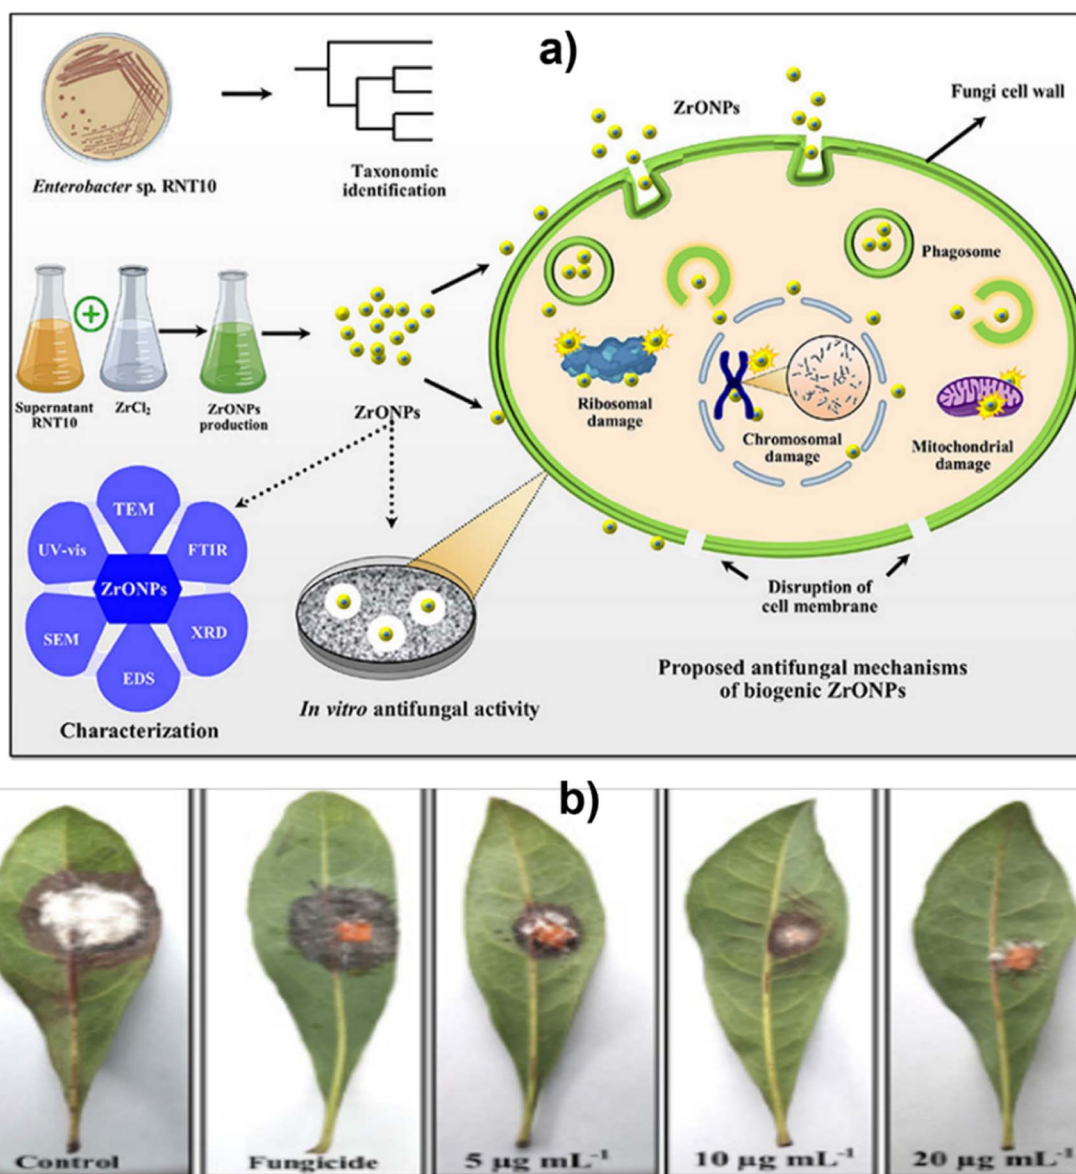 a)
Enterobacter sp. RNT10
Taxonomic
identification
ZrONPs
Fungi cell wall
Phagosome
Supernatant
RNT10
ZrCl₂
ZrONPs
production
ZrONPs
Ribosomal
damage
Chromosomal
damage
Mitochondrial
damage
TEM
UV-vis
FTIR
ZrONPs
SEM
XRD
EDS
Characterization
In vitro antifungal activity
Disruption of
cell membrane
Proposed antifungal mechanisms
of biogenic ZrONPs
b)
Control
Fungicide
5 µg mL⁻¹
10 µg mL⁻¹
20 µg mL⁻¹